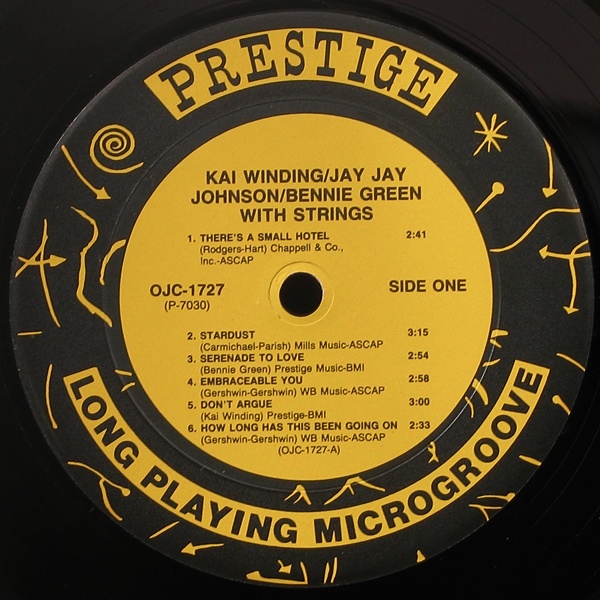 PRESTIGE
KAI WINDING/JAY JAY
JOHNSON/BENNIE GREEN
WITH STRINGS
1. THERE'S A SMALL HOTEL 2:41
(Rodgers-Hart) Chappell & Co.,
Inc.-ASCAP
OJC-1727 SIDE ONE
(P-7030)
2. STARDUST 3:15
(Carmichael-Parish) Mills Music-ASCAP
3. SERENADE TO LOVE 2:54
(Bennie Green) Prestige Music-BMI
4. EMBRACEABLE YOU 2:58
(Gershwin-Gershwin) WB Music-ASCAP
5. DON'T ARGUE 3:00
(Kai Winding) Prestige-BMI
6. HOW LONG HAS THIS BEEN GOING ON 2:33
(Gershwin-Gershwin) WB Music-ASCAP
(OJC-1727-A)
LONG PLAYING MICROGROOVE